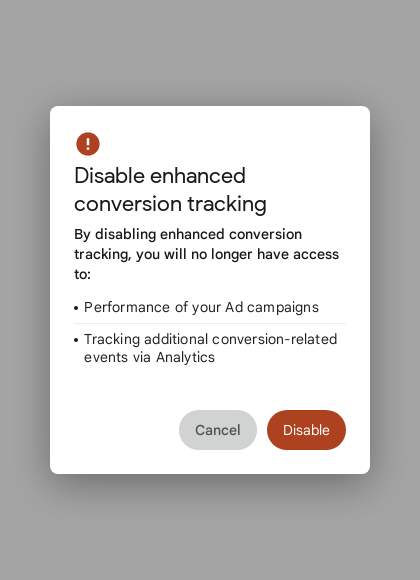 Disable enhanced
conversion tracking
By disabling enhanced conversion
tracking, you will no longer have access
to:
• Performance of your Ad campaigns
• Tracking additional conversion-related
events via Analytics
Cancel
Disable